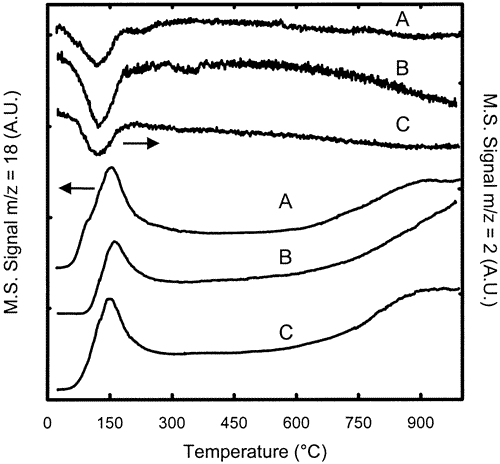 A
B
C
A
B
C
M.S. Signal m/z = 18 (A.U.)
M.S. Signal m/z = 2 (A.U.)
0 150 300 450 600 750 900
Temperature (°C)